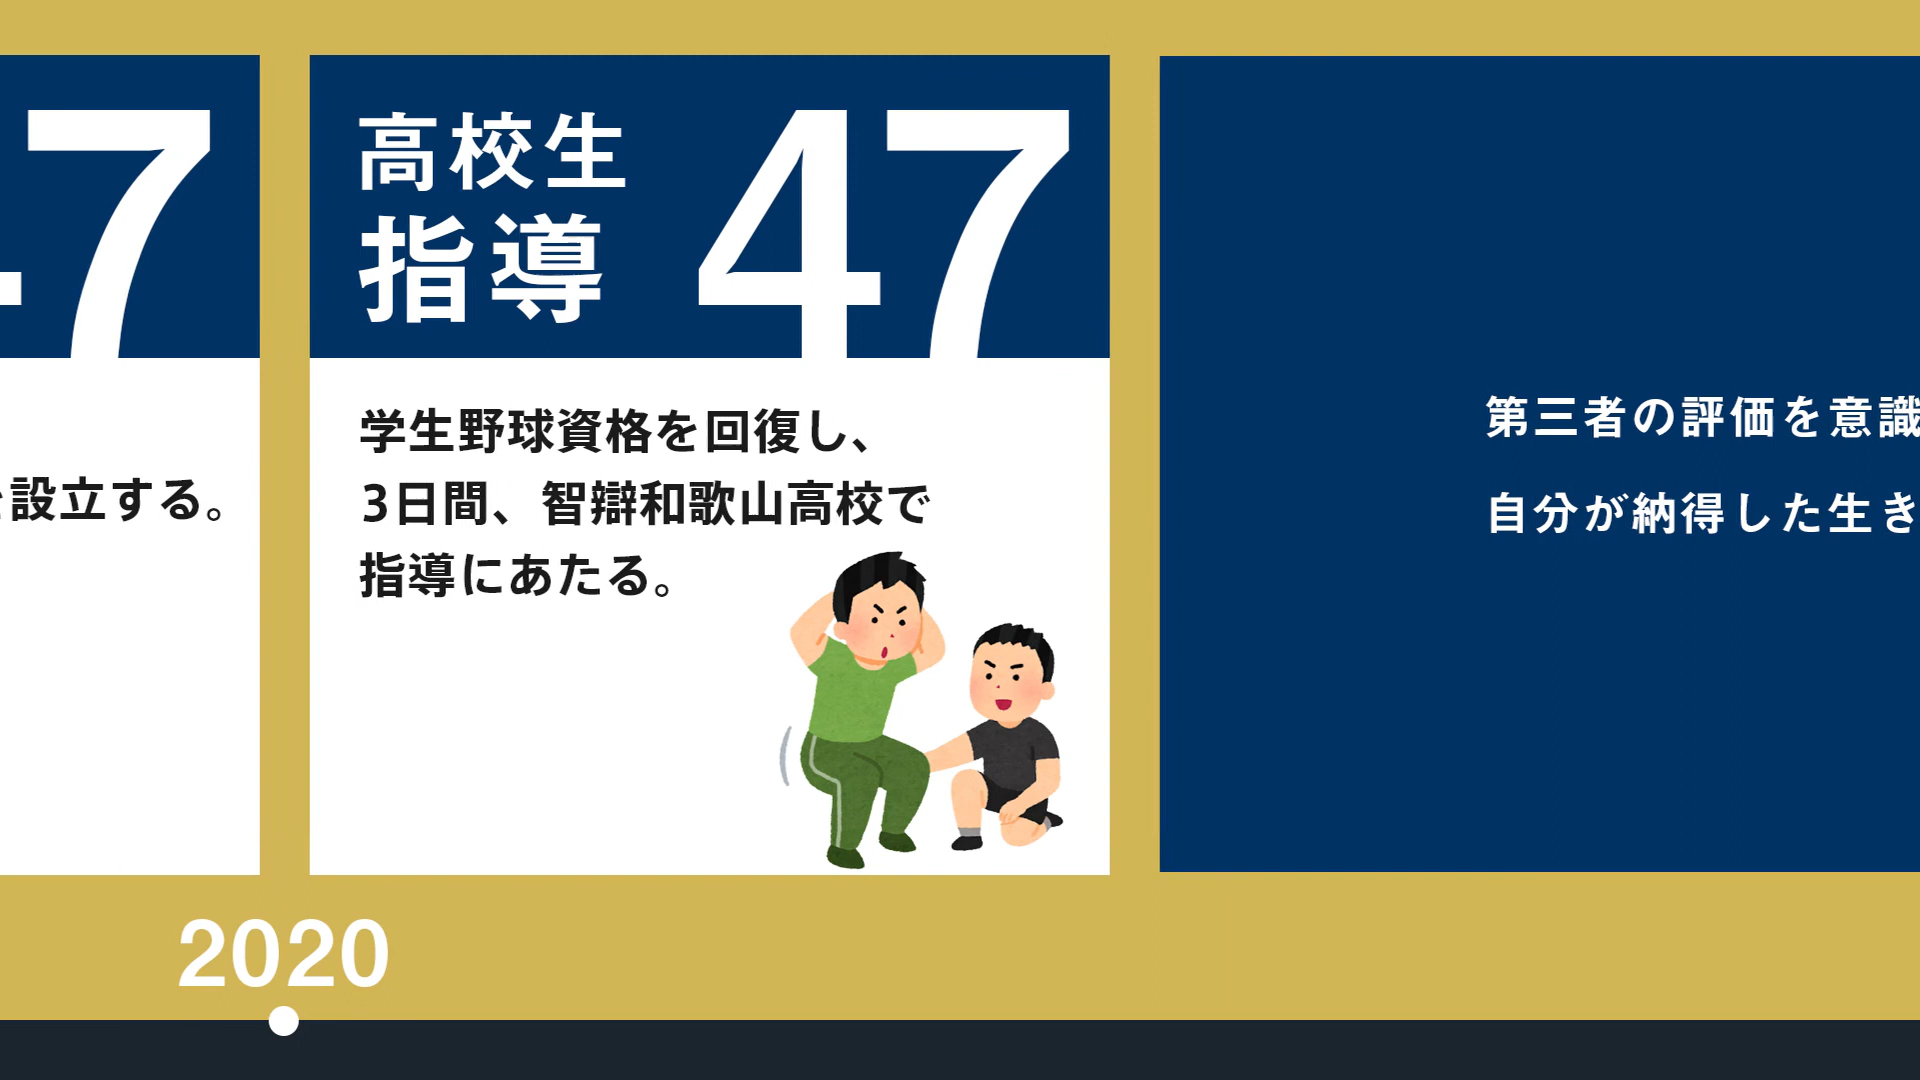 7
設立する。
高校生
指導
47
学生野球資格を回復し、
3日間、智辯和歌山高校で
指導にあたる。
第三者の評価を意識
自分が納得した生き
2020